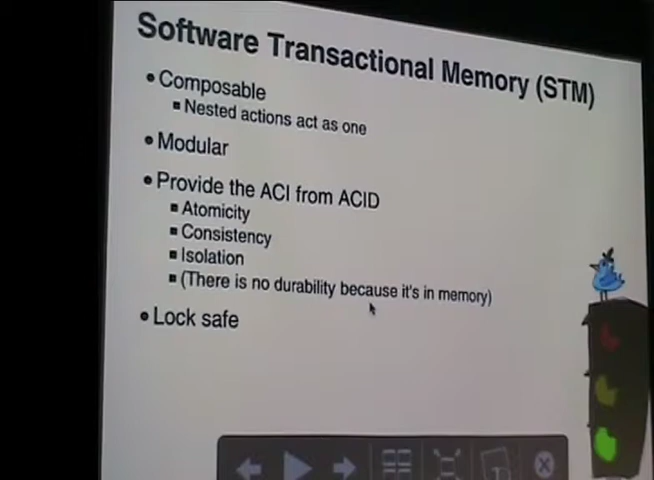 Software Transactional Memory (STM)
Composable
Nested actions act as one
Modular
Provide the ACI from ACID
Atomicity
Consistency
Isolation
(There is no durability because it's in memory)
Lock safe